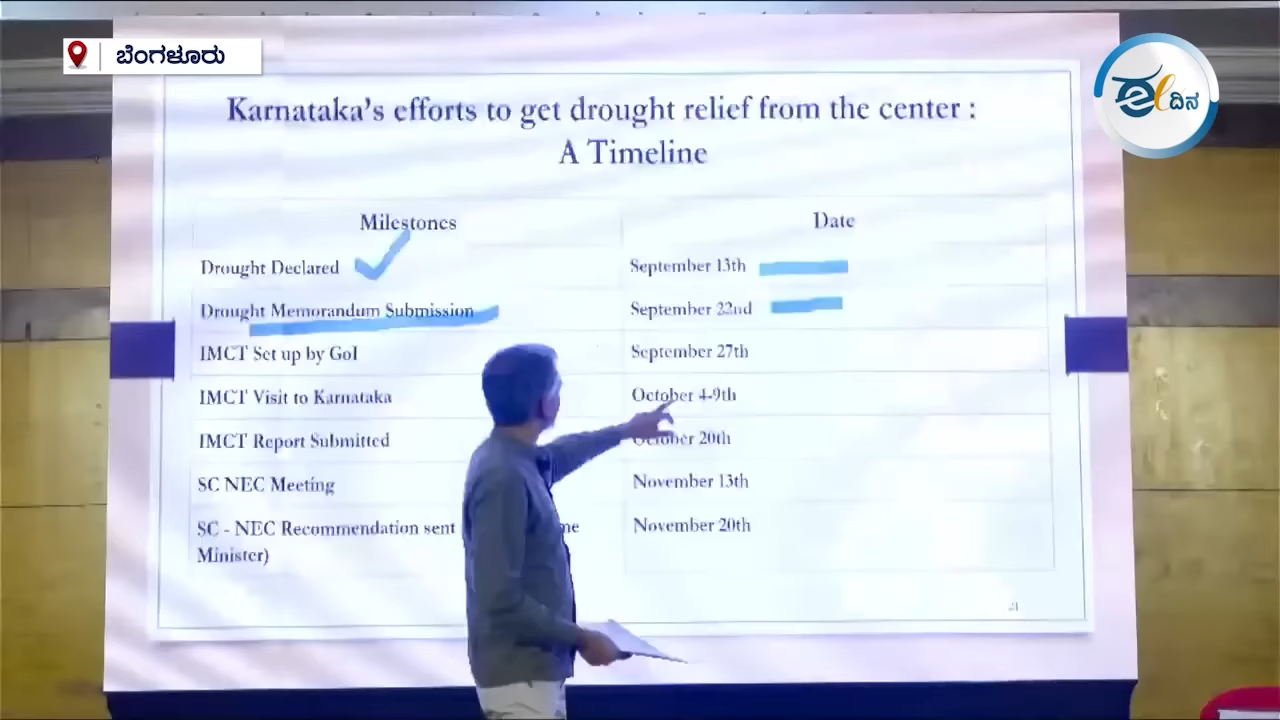 ಬೆಂಗಳೂರು
ದಿನ
Karnataka's efforts to get drought relief from the center :
A Timeline
Milestones Date
Drought Declared September 13th
Drought Memorandum Submission September 22nd
IMCT Set up by GoI September 27th
IMCT Visit to Karnataka October 4-9th
IMCT Report Submitted October 20th
SC NEC Meeting November 13th
SC - NEC Recommendation sent November 20th
Minister)
21